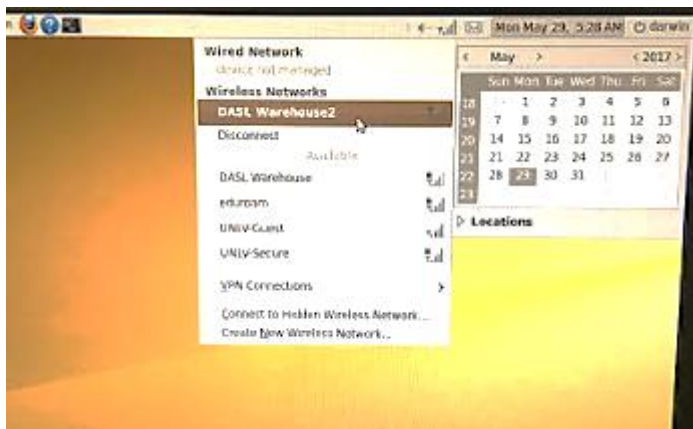 Mon May 29, 5:28 AM darwin
Wired Network
device not managed
Wireless Networks
DASL Warehouse2
Disconnect
Available
DASL Warehouse
eduroam
UNLV-Guest
UNLV-Secure
VPN Connections
Connect to Hidden Wireless Network...
Create New Wireless Network...
< May > < 2017 >
Sun Mon Tue Wed Thu Fri Sat
18 1 2 3 4 5 6
19 7 8 9 10 11 12 13
20 14 15 16 17 18 19 20
21 21 22 23 24 25 26 27
22 28 29 30 31
23
Locations